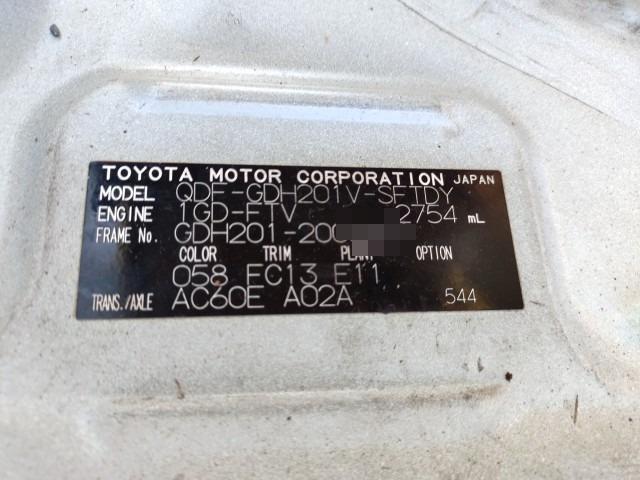 TOYOTA MOTOR CORPORATION JAPAN
MODEL QDF-GDH201V-SFTDY
ENGINE 1GD-FTV 2754 mL
FRAME No. GDH201-200
COLOR TRIM PLANT OPTION
058 FC13 E11
TRANS./AXLE AC60E A02A 544